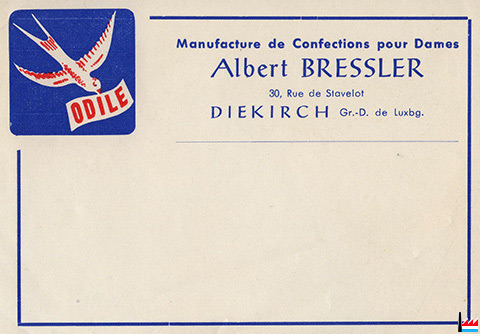 ODILE
Manufacture de Confections pour Dames
Albert BRESSLER
30, Rue de Stavelot
DIEKIRCH Gr.-D. de Luxbg.